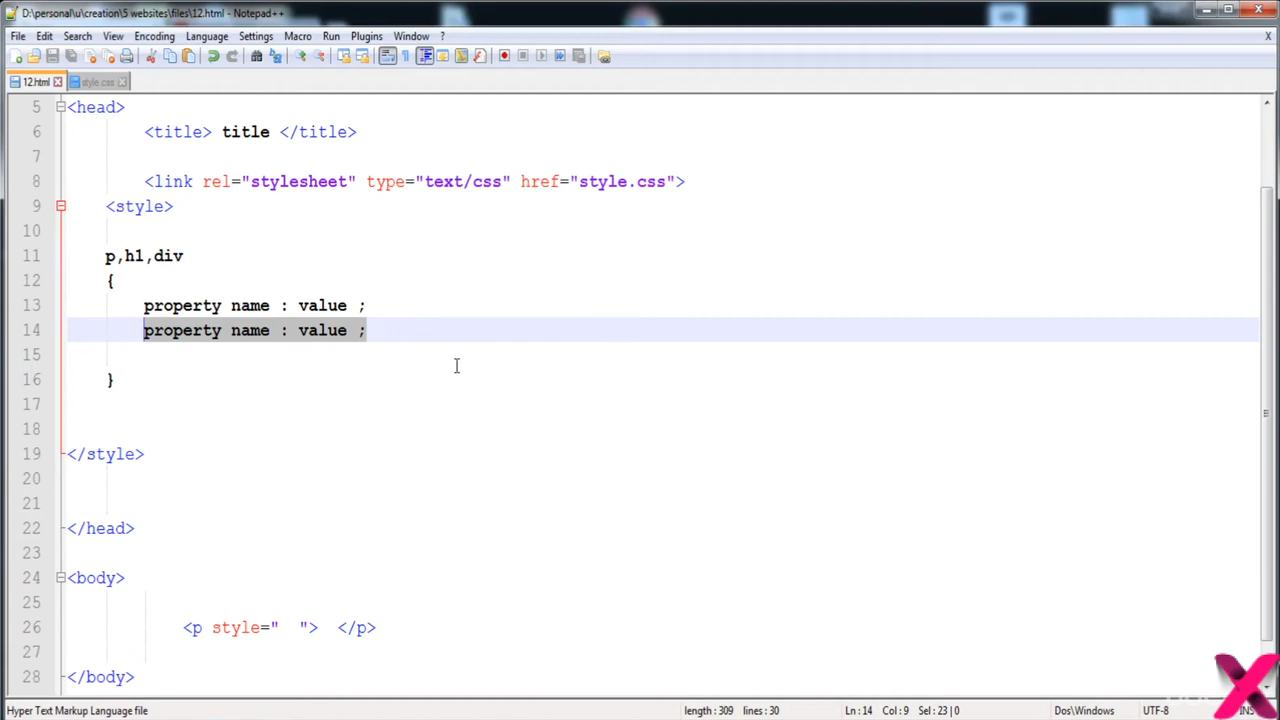 D:\personal\u\creation\5 websites\files\12.html - Notepad++
File Edit Search View Encoding Language Settings Macro Run Plugins Window ? X
12.html style.css
5 <head>
6 <title> title </title>
7
8 <link rel="stylesheet" type="text/css" href="style.css">
9 <style>
10
11 p,h1,div
12 {
13 property name : value ;
14 property name : value ;
15
16 }
17
18
19 </style>
20
21
22 </head>
23
24 <body>
25
26 <p style="  ">  </p>
27
28 </body>
Hyper Text Markup Language file length : 309 lines : 30 Ln : 14 Col : 9 Sel : 23 | 0 Dos\Windows UTF-8 INS